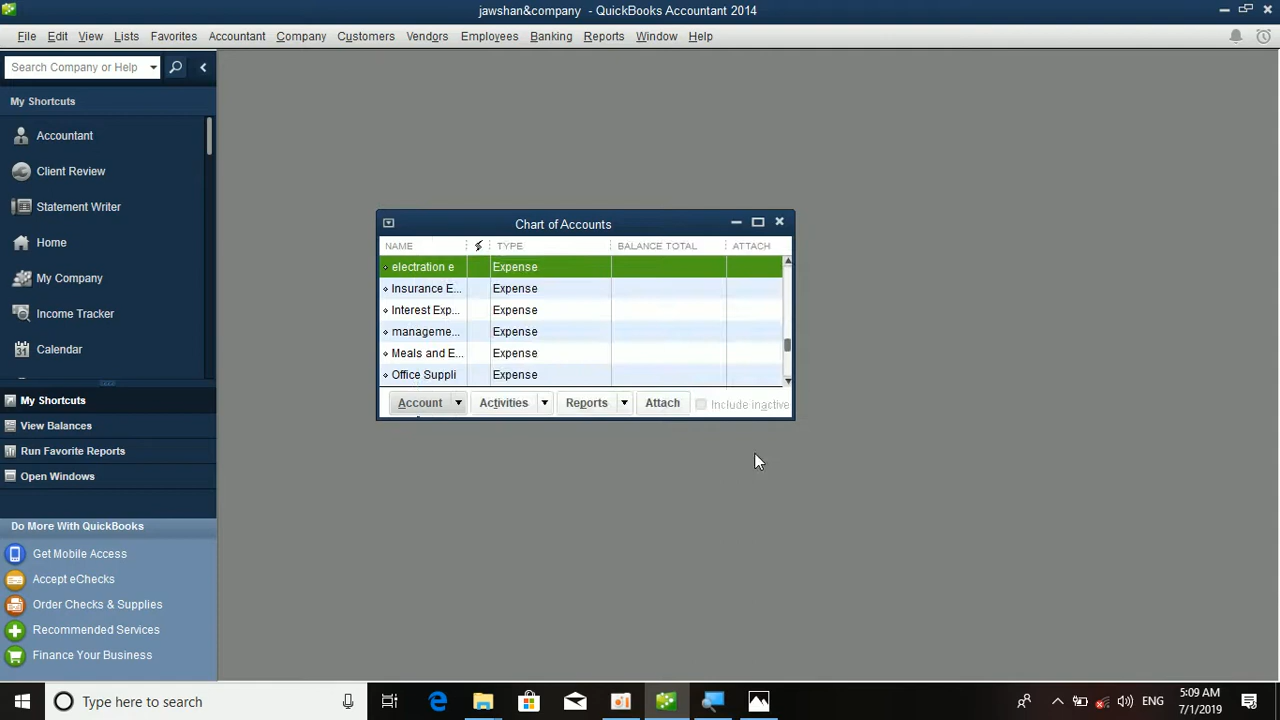 jawshan&company - QuickBooks Accountant 2014
File Edit View Lists Favorites Accountant Company Customers Vendors Employees Banking Reports Window Help
Search Company or Help
My Shortcuts
Accountant
Client Review
Statement Writer
Home
My Company
Income Tracker
Calendar
My Shortcuts
View Balances
Run Favorite Reports
Open Windows
Do More With QuickBooks
Get Mobile Access
Accept eChecks
Order Checks & Supplies
Recommended Services
Finance Your Business
Chart of Accounts
NAME TYPE BALANCE TOTAL ATTACH
electration e Expense
Insurance E... Expense
Interest Exp... Expense
manageme... Expense
Meals and E... Expense
Office Suppli Expense
Account Activities Reports Attach Include inactive
Type here to search
ENG
5:09 AM
7/1/2019